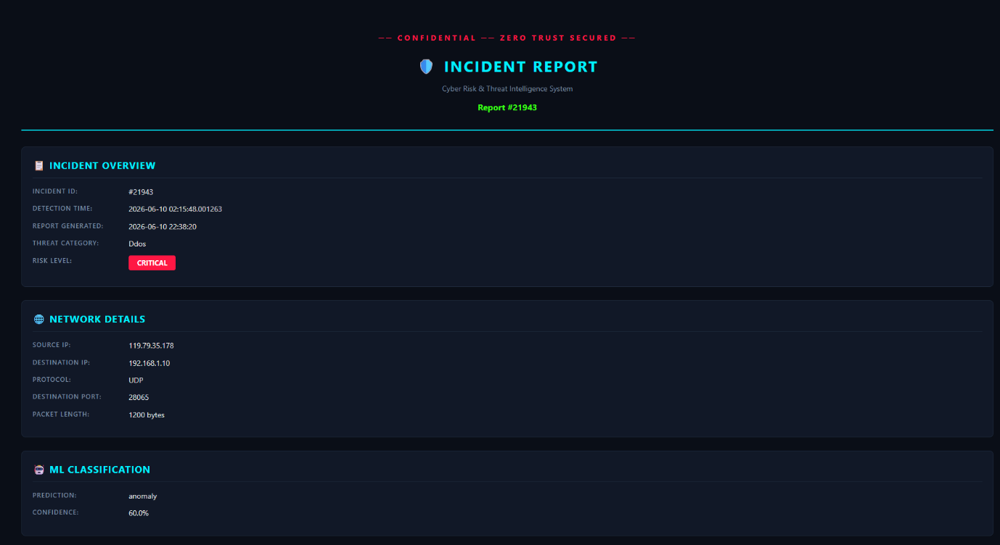 —— CONFIDENTIAL —— ZERO TRUST SECURED ——
INCIDENT REPORT
Cyber Risk & Threat Intelligence System
Report #21943
INCIDENT OVERVIEW
INCIDENT ID: #21943
DETECTION TIME: 2026-06-10 02:15:48.001263
REPORT GENERATED: 2026-06-10 22:38:20
THREAT CATEGORY: Ddos
RISK LEVEL: CRITICAL
NETWORK DETAILS
SOURCE IP: 119.79.35.178
DESTINATION IP: 192.168.1.10
PROTOCOL: UDP
DESTINATION PORT: 28065
PACKET LENGTH: 1200 bytes
ML CLASSIFICATION
PREDICTION: anomaly
CONFIDENCE: 60.0%